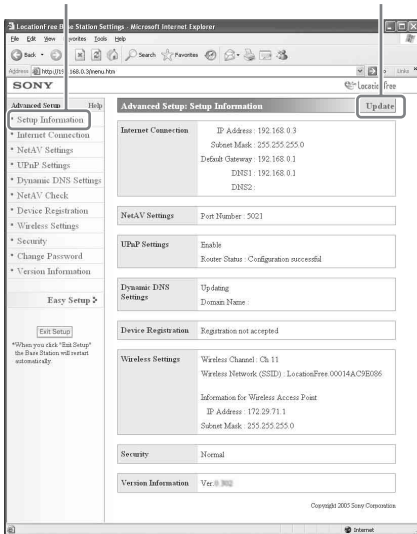 LocationFree Base Station Settings - Microsoft Internet Explorer
File Edit View Favorites Tools Help
Back Search Favorites
Address http://192.168.0.3/menu.htm Links
SONY LocationFree
Advanced Setup Help
Setup Information
Internet Connection
NetAV Settings
UPnP Settings
Dynamic DNS Settings
NetAV Check
Device Registration
Wireless Settings
Security
Change Password
Version Information
Easy Setup
Exit Setup
*When you click "Exit Setup"
the Base Station will restart
automatically.
Advanced Setup: Setup Information Update
Internet Connection IP Address : 192.168.0.3
Subnet Mask : 255.255.255.0
Default Gateway : 192.168.0.1
DNS1 : 192.168.0.1
DNS2 :
NetAV Settings Port Number : 5021
UPnP Settings Enable
Router Status : Configuration successful
Dynamic DNS Settings Updating
Domain Name :
Device Registration Registration not accepted
Wireless Settings Wireless Channel : Ch 11
Wireless Network (SSID) : LocationFree.00014AC9E086
Information for Wireless Access Point
IP Address : 172.29.71.1
Subnet Mask : 255.255.255.0
Security Normal
Version Information Ver.
Copyright 2005 Sony Corporation
Internet